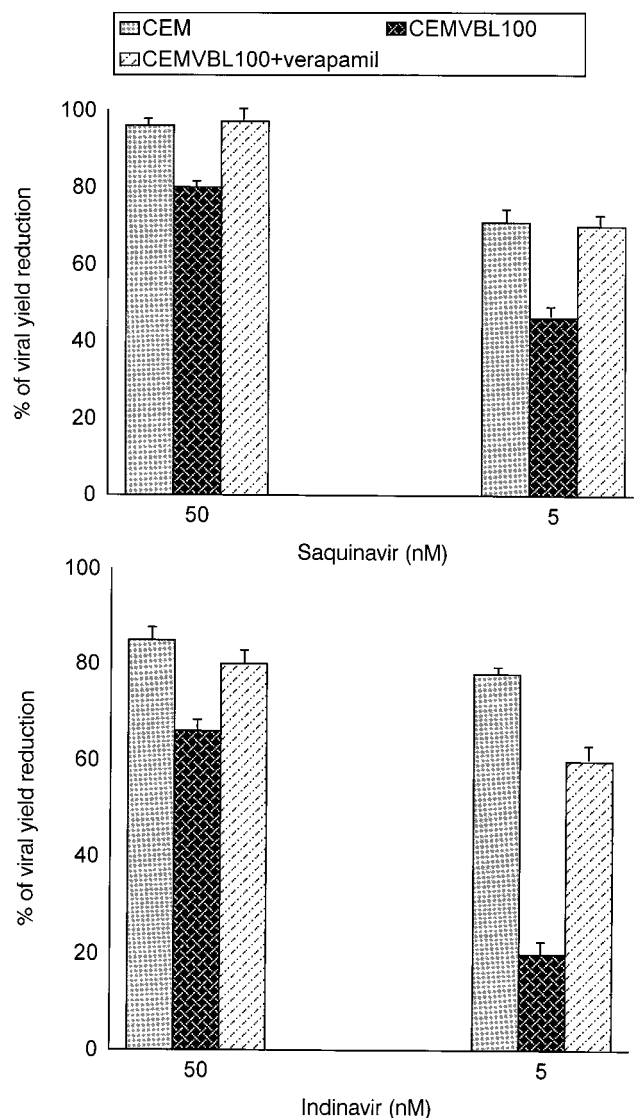 CEM
CEMVBL100
CEMVBL100+verapamil
% of viral yield reduction
100
80
60
40
20
0
50
5
Saquinavir (nM)
% of viral yield reduction
100
80
60
40
20
0
50
5
Indinavir (nM)